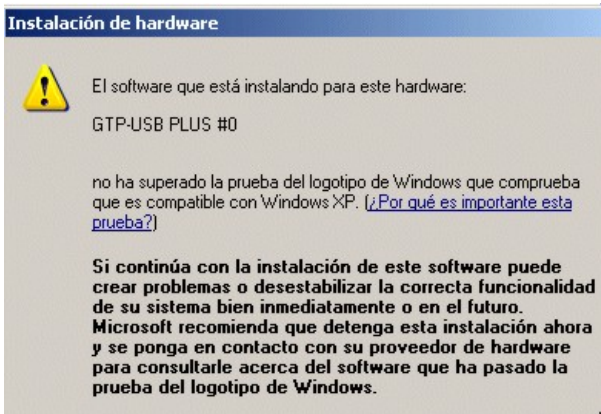 Instalación de hardware
El software que está instalando para este hardware:
GTP-USB PLUS #0
no ha superado la prueba del logotipo de Windows que comprueba
que es compatible con Windows XP. (¿Por qué es importante esta
prueba?)
Si continúa con la instalación de este software puede
crear problemas o desestabilizar la correcta funcionalidad
de su sistema bien inmediatamente o en el futuro.
Microsoft recomienda que detenga esta instalación ahora
y se ponga en contacto con su proveedor de hardware
para consultarle acerca del software que ha pasado la
prueba del logotipo de Windows.